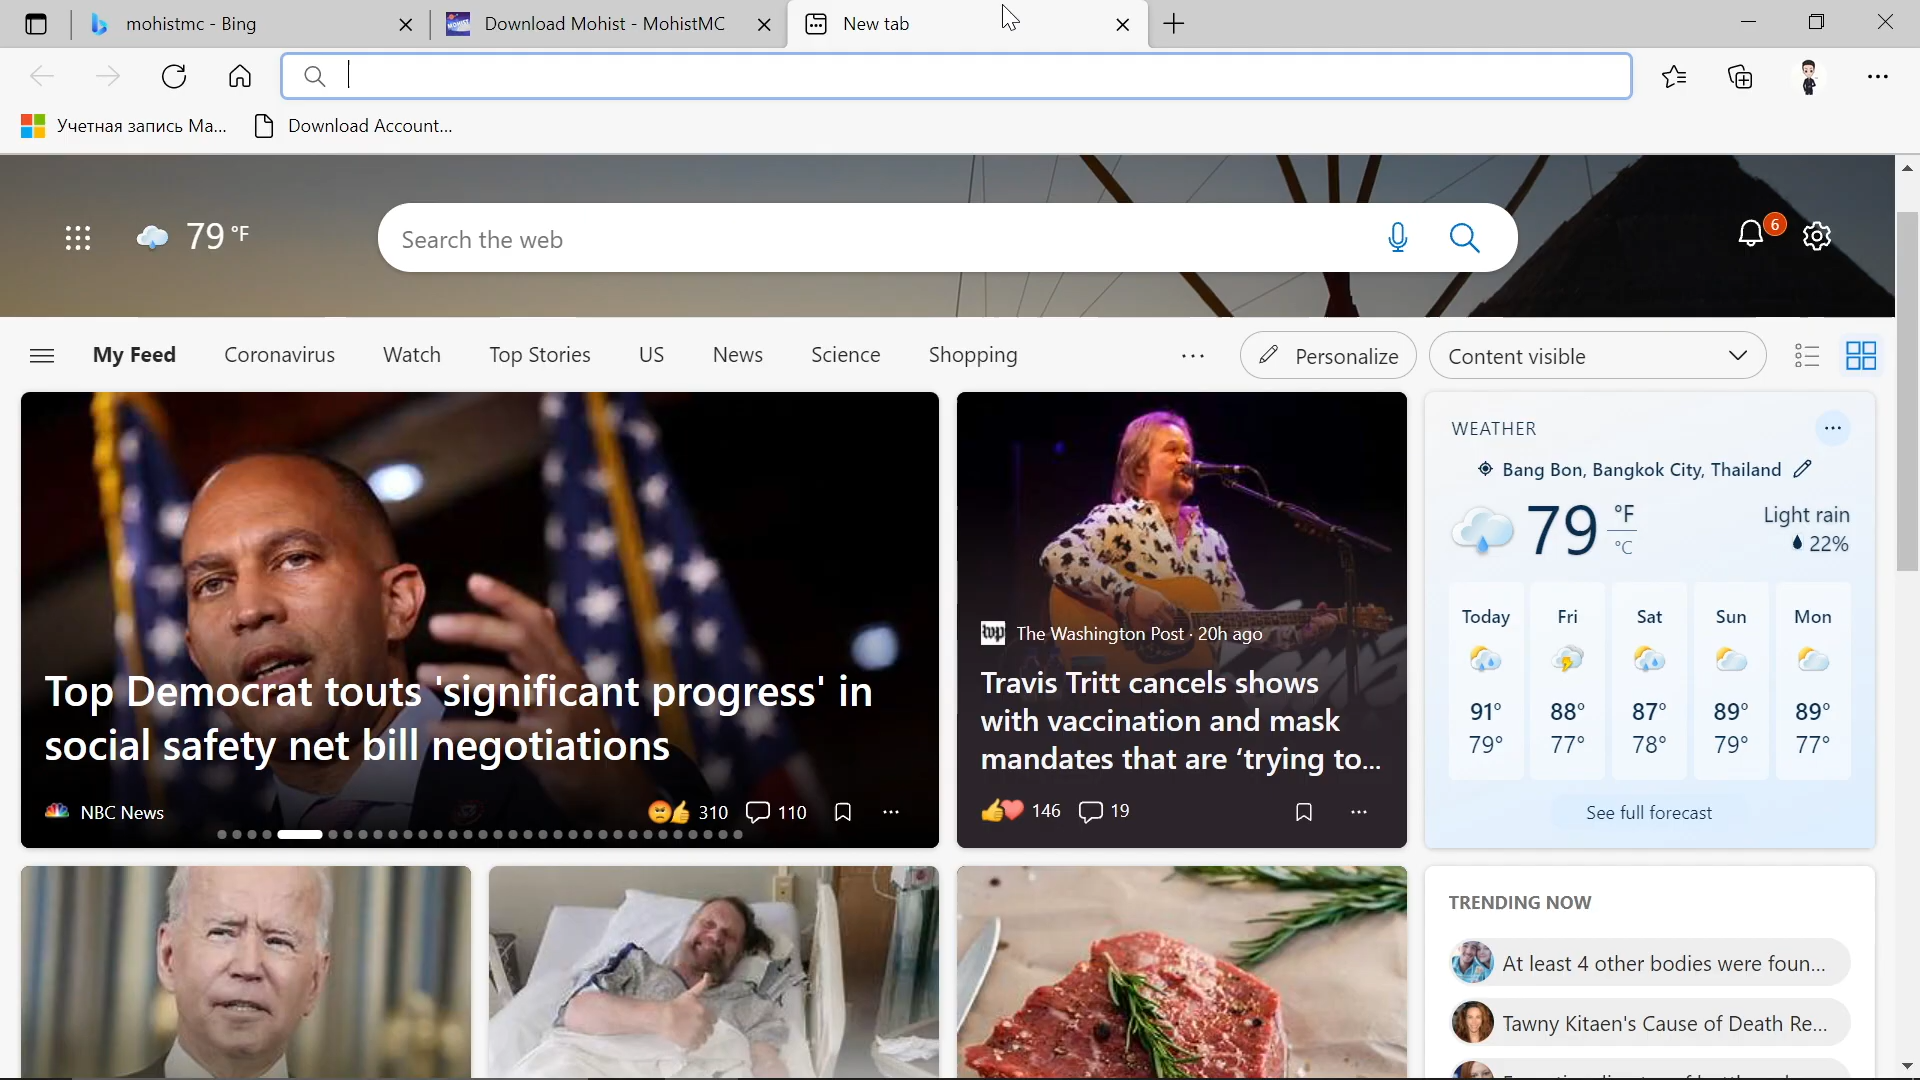 mohistmc - Bing
Download Mohist - MohistMC
New tab
Учетная запись Ma...
Download Account...
79 °F
Search the web
6
My Feed
Coronavirus
Watch
Top Stories
US
News
Science
Shopping
...
Personalize
Content visible
Top Democrat touts 'significant progress' in
social safety net bill negotiations
NBC News
310
110
wp The Washington Post · 20h ago
Travis Tritt cancels shows
with vaccination and mask
mandates that are ‘trying to...
146
19
WEATHER
Bang Bon, Bangkok City, Thailand
79 °F
°C
Light rain
22%
Today Fri Sat Sun Mon
91° 88° 87° 89° 89°
79° 77° 78° 79° 77°
See full forecast
TRENDING NOW
At least 4 other bodies were foun...
Tawny Kitaen's Cause of Death Re...